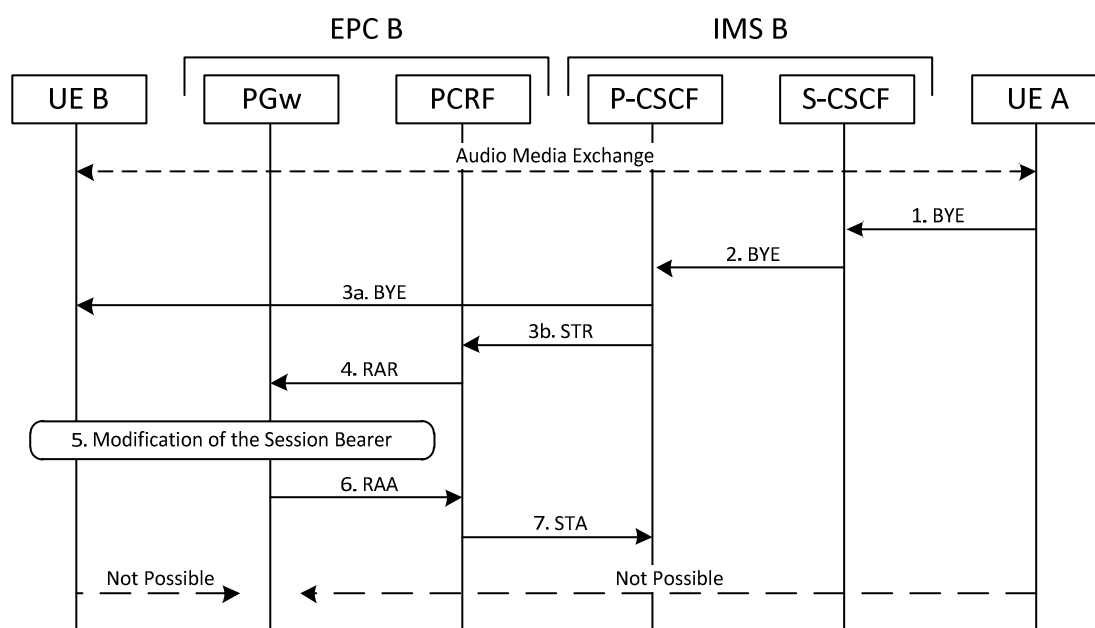 EPC B
IMS B
UE B
PGw
PCRF
P-CSCF
S-CSCF
UE A
Audio Media Exchange
1. BYE
2. BYE
3a. BYE
3b. STR
4. RAR
5. Modification of the Session Bearer
6. RAA
7. STA
Not Possible
Not Possible